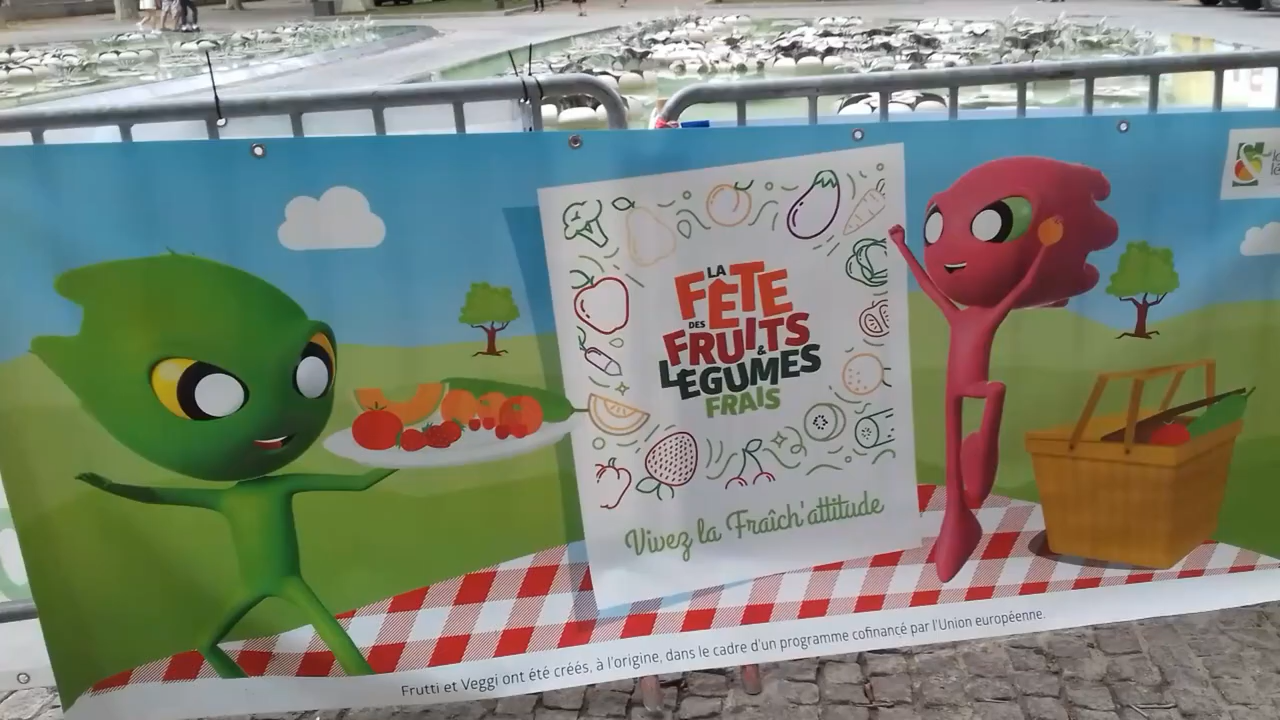 LA
FÊTE
DES
FRUITS
&
LÉGUMES
FRAIS
Vivez la Fraîch'attitude
Frutti et Veggi ont été créés, à l'origine, dans le cadre d'un programme cofinancé par l'Union européenne.